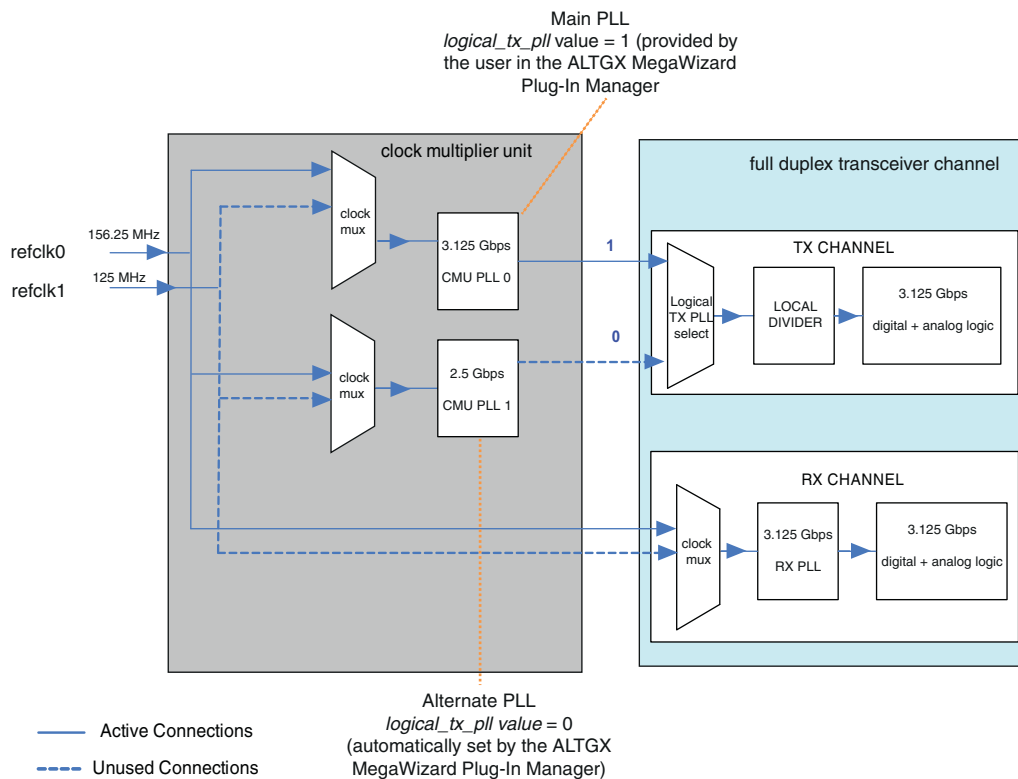 Main PLL
logical_tx_pll value = 1 (provided by
the user in the ALTGX MegaWizard
Plug-In Manager
clock multiplier unit
full duplex transceiver channel
refclk0
156.25 MHz
refclk1
125 MHz
clock
mux
3.125 Gbps
CMU PLL 0
1
TX CHANNEL
Logical
TX PLL
select
LOCAL
DIVIDER
3.125 Gbps
digital + analog logic
0
clock
mux
2.5 Gbps
CMU PLL 1
RX CHANNEL
clock
mux
3.125 Gbps
RX PLL
3.125 Gbps
digital + analog logic
Alternate PLL
logical_tx_pll value = 0
(automatically set by the ALTGX
MegaWizard Plug-In Manager)
Active Connections
Unused Connections